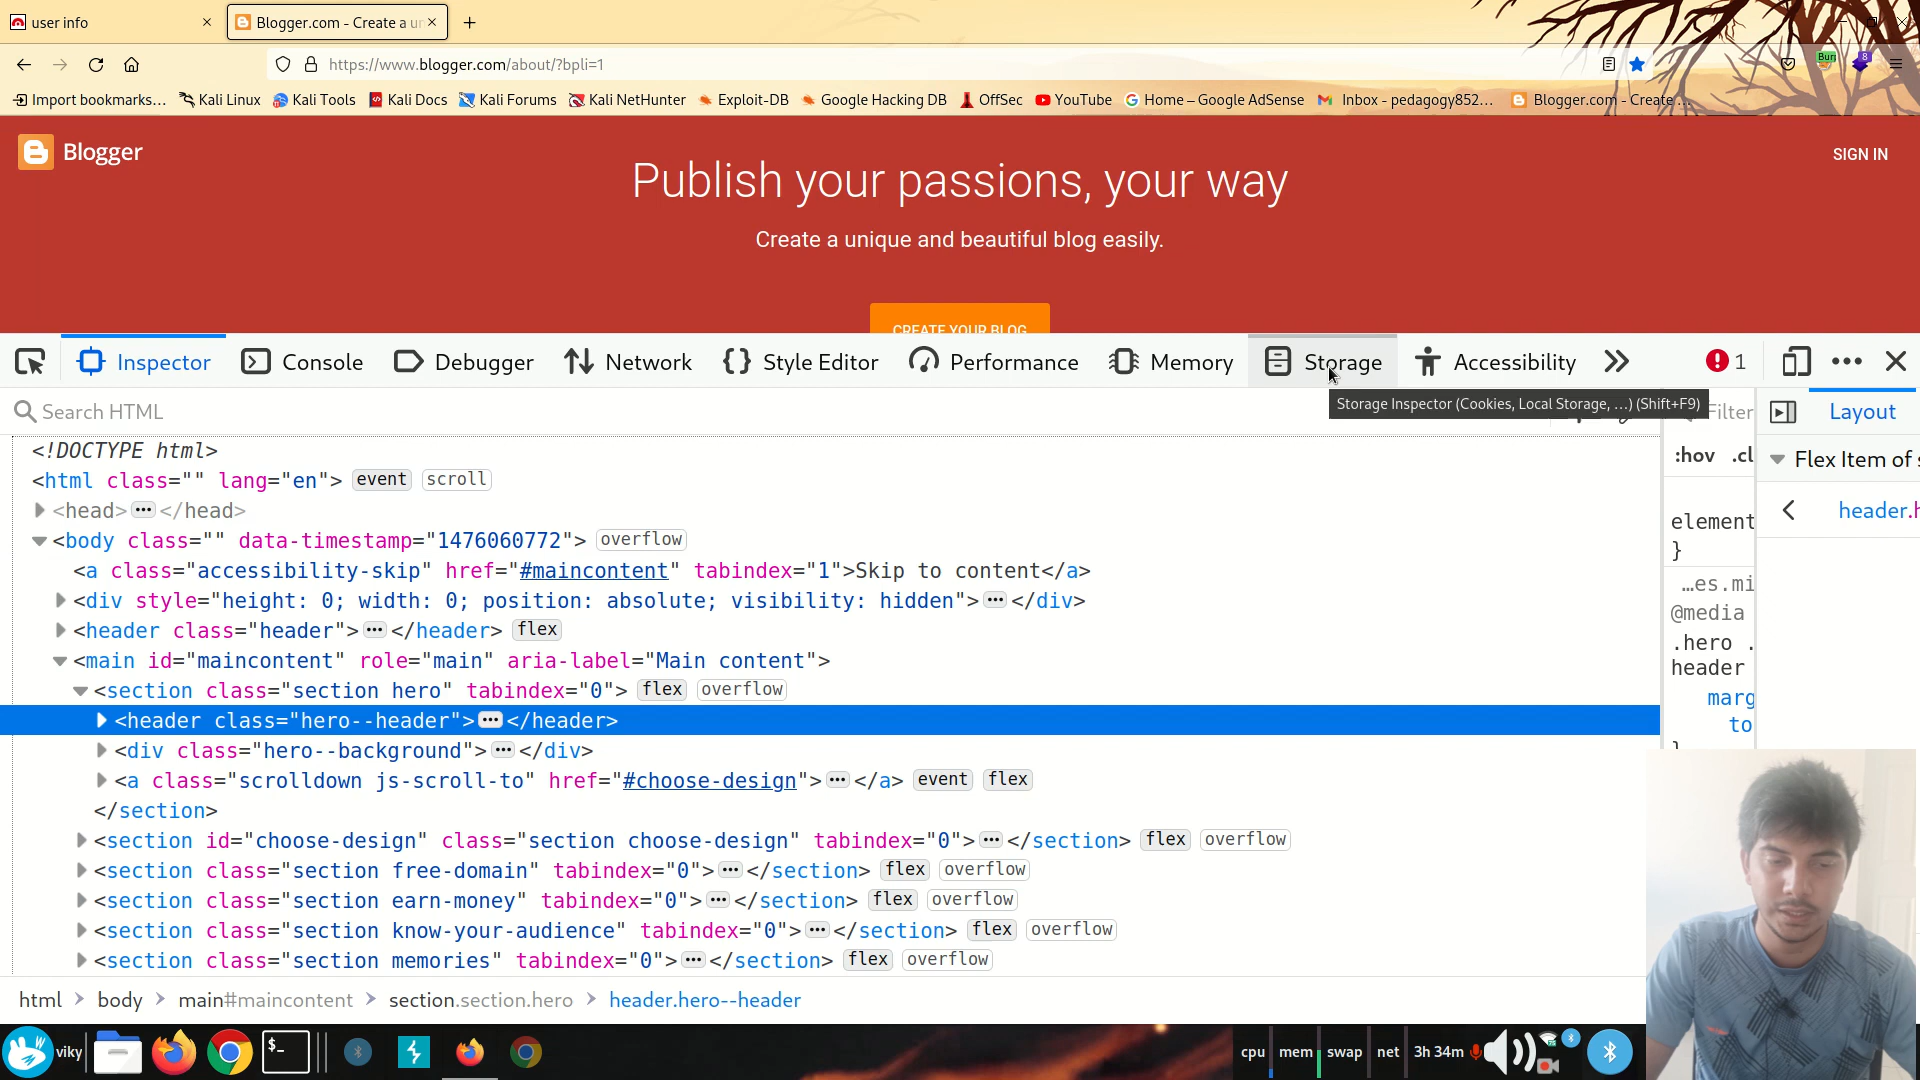 user info
Blogger.com - Create a un
https://www.blogger.com/about/?bpli=1
Burp
8
Import bookmarks...
Kali Linux
Kali Tools
Kali Docs
Kali Forums
Kali NetHunter
Exploit-DB
Google Hacking DB
OffSec
YouTube
Home – Google AdSense
Inbox - pedagogy852...
Blogger.com - Create ...
Blogger
SIGN IN
Publish your passions, your way
Create a unique and beautiful blog easily.
CREATE YOUR BLOG
Inspector
Console
Debugger
Network
Style Editor
Performance
Memory
Storage
Accessibility
1
Search HTML
Storage Inspector (Cookies, Local Storage, …) (Shift+F9)
Filter
Layout
<!DOCTYPE html>
<html class="" lang="en"> event scroll
<head>···</head>
<body class="" data-timestamp="1476060772"> overflow
<a class="accessibility-skip" href="#maincontent" tabindex="1">Skip to content</a>
<div style="height: 0; width: 0; position: absolute; visibility: hidden">···</div>
<header class="header">···</header> flex
<main id="maincontent" role="main" aria-label="Main content">
<section class="section hero" tabindex="0"> flex overflow
<header class="hero--header">···</header>
<div class="hero--background">···</div>
<a class="scrolldown js-scroll-to" href="#choose-design">···</a> event flex
</section>
<section id="choose-design" class="section choose-design" tabindex="0">···</section> flex overflow
<section class="section free-domain" tabindex="0">···</section> flex overflow
<section class="section earn-money" tabindex="0">···</section> flex overflow
<section class="section know-your-audience" tabindex="0">···</section> flex overflow
<section class="section memories" tabindex="0">···</section> flex overflow
:hov .cl
element
}
…es.mi
@media
.hero .
header
marg
to
Flex Item of s
header.h
html > body > main#maincontent > section.section.hero > header.hero--header
viky
$_
cpu mem swap net 3h 34m